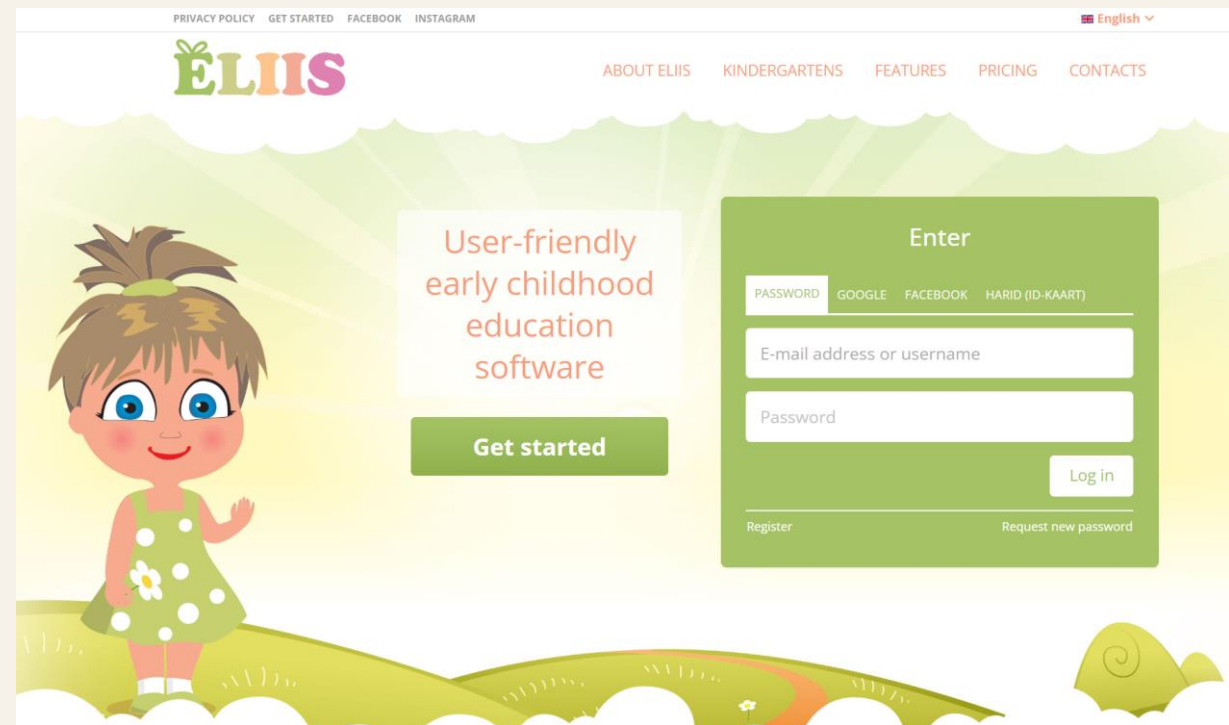 PRIVACY POLICY GET STARTED FACEBOOK INSTAGRAM
English
ELIIS
ABOUT ELIIS KINDERGARTENS FEATURES PRICING CONTACTS
User-friendly
early childhood
education
software
Get started
Enter
PASSWORD GOOGLE FACEBOOK HARID (ID-KAART)
E-mail address or username
Password
Log in
Register Request new password